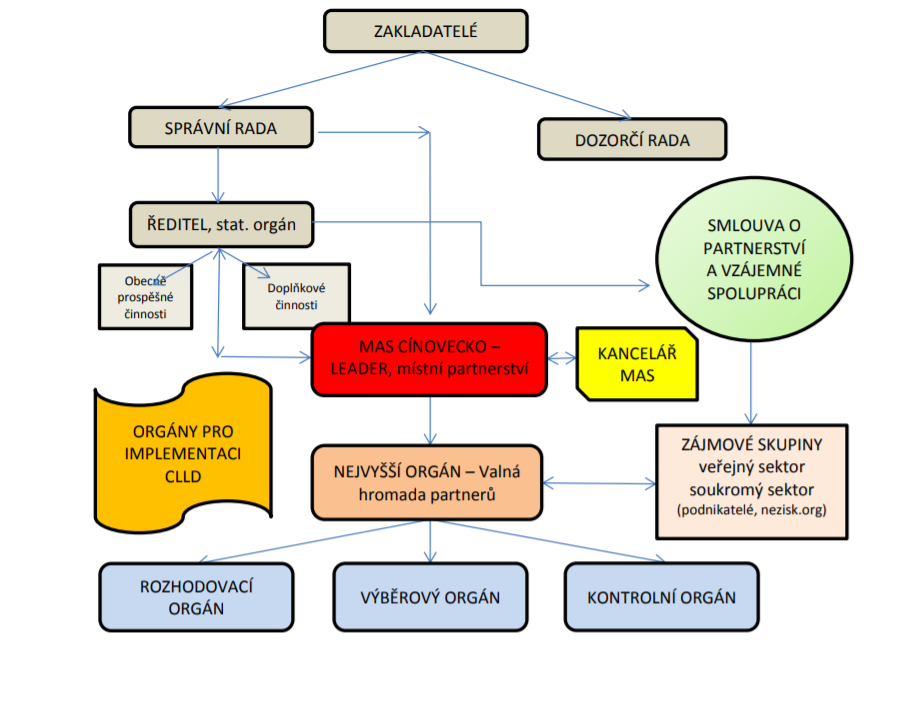 ZAKLADATELÉ
SPRÁVNÍ RADA
DOZORČÍ RADA
ŘEDITEL, stat. orgán
SMLOUVA O
PARTNERSTVÍ
A VZÁJEMNÉ
SPOLUPRÁCI
Obecně
prospěšné
činnosti
Doplňkové
činnosti
MAS CÍNOVECKO –
LEADER, místní partnerství
KANCELÁŘ
MAS
ORGÁNY PRO
IMPLEMENTACI
CLLD
NEJVYŠŠÍ ORGÁN – Valná
hromada partnerů
ZÁJMOVÉ SKUPINY
veřejný sektor
soukromý sektor
(podnikatelé, nezisk.org)
ROZHODOVACÍ
ORGÁN
VÝBĚROVÝ ORGÁN
KONTROLNÍ ORGÁN